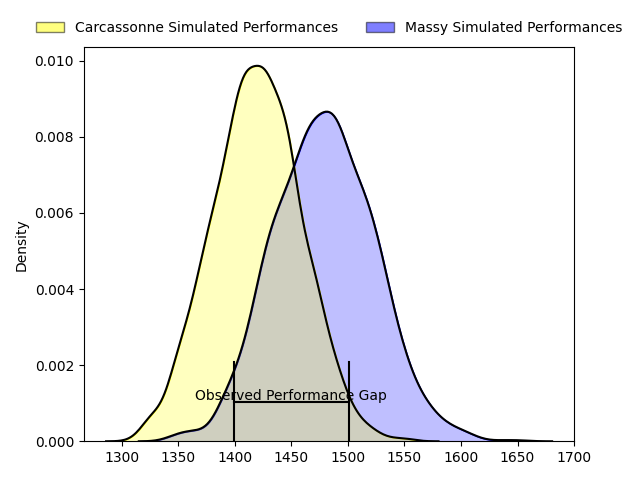 Carcassonne Simulated Performances Massy Simulated Performances
0.010
0.008
0.006
0.004
0.002
0.000
Density
Observed Performance Gap
1300 1350 1400 1450 1500 1550 1600 1650 1700